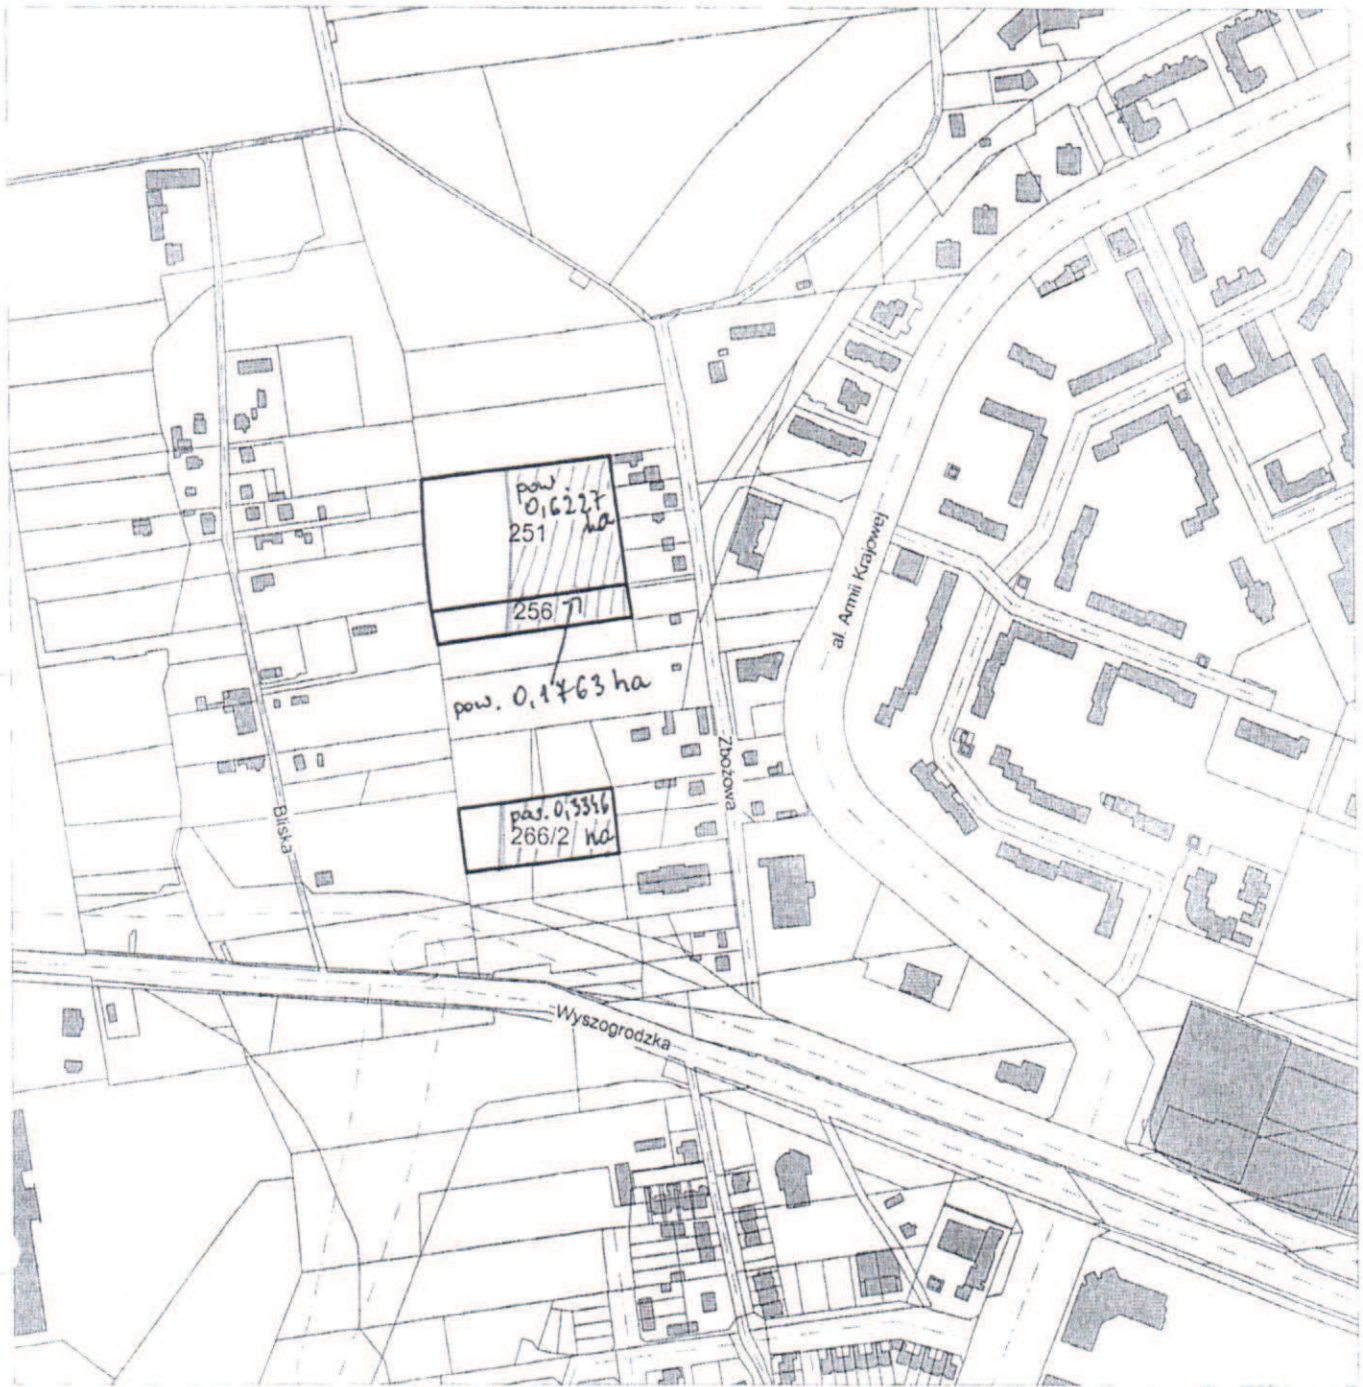 pow.
0,6227
ha
251
256
pow. 0,1763 ha
pow. 0,3346
266/2 ha
al. Armii Krajowej
Zbożowa
Bliska
Wyszogrodzka